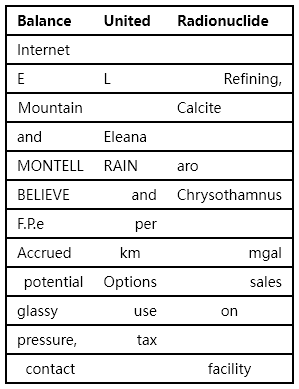 Balance United Radionuclide
Internet
E L Refining,
Mountain Calcite
and Eleana
MONTELL RAIN aro
BELIEVE and Chrysothamnus
F.P.e per
Accrued km mgal
potential Options sales
glassy use on
pressure, tax
contact facility